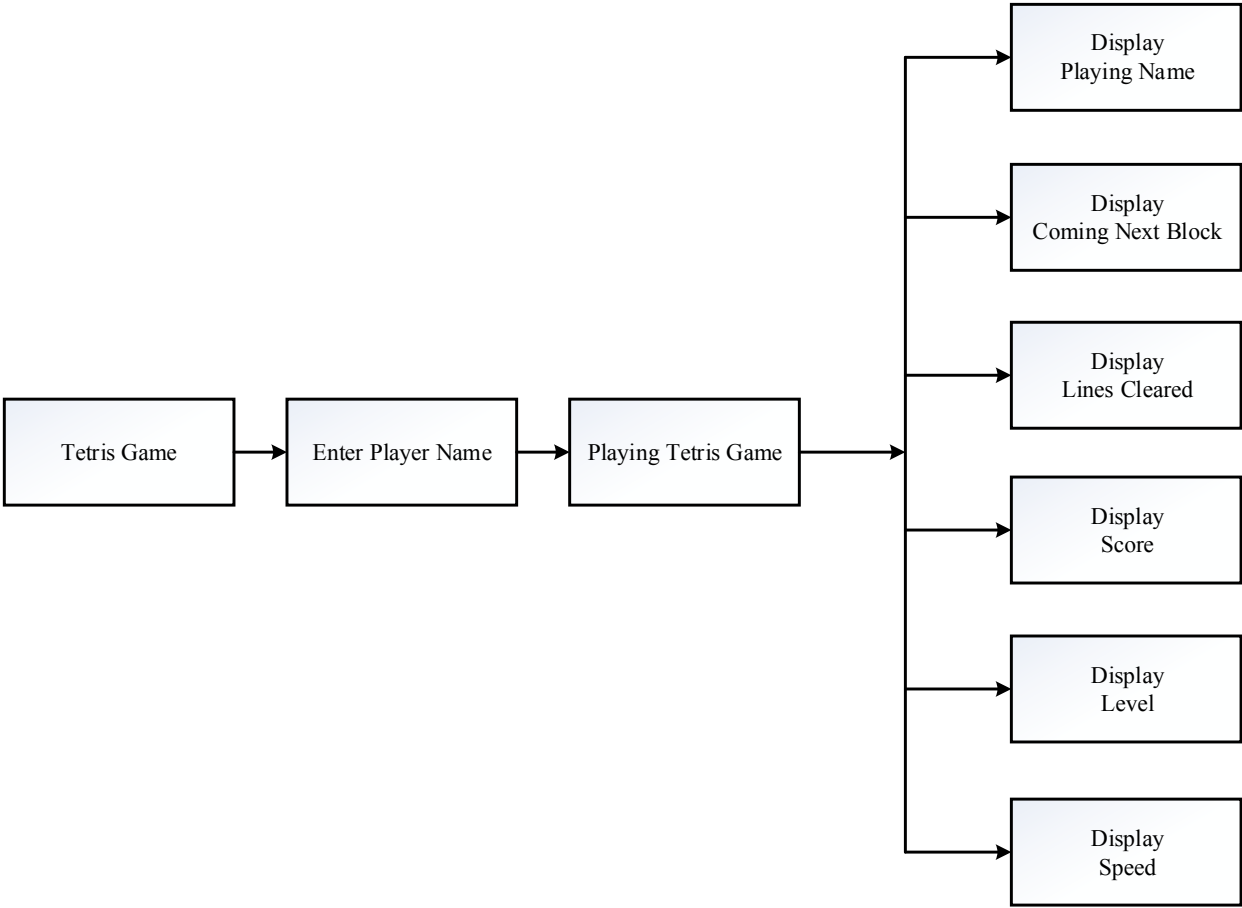 Tetris Game
Enter Player Name
Playing Tetris Game
Display
Playing Name
Display
Coming Next Block
Display
Lines Cleared
Display
Score
Display
Level
Display
Speed